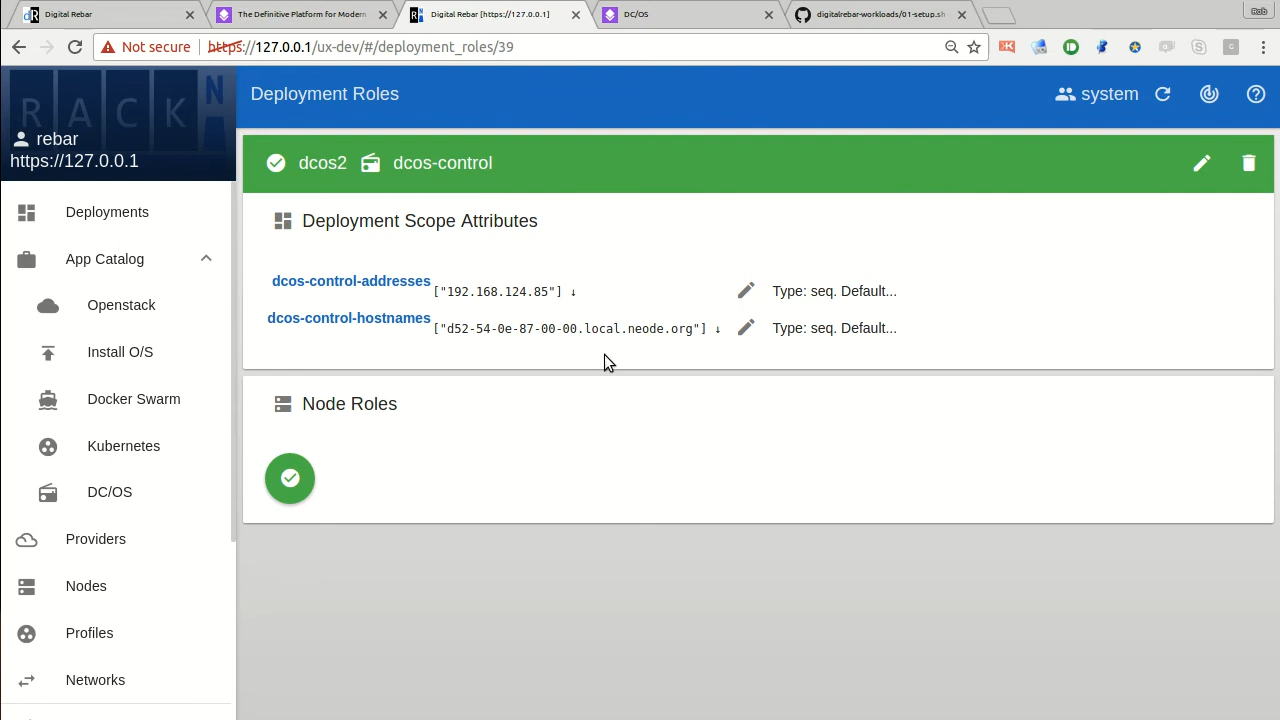 Digital Rebar
The Definitive Platform for Modern
Digital Rebar [https://127.0.0.1]
DC/OS
digitalrebar-workloads/01-setup.sh
Rob
Not secure
https://127.0.0.1/ux-dev/#/deployment_roles/39
RACKN
rebar
https://127.0.0.1
Deployment Roles
system
dcos2
dcos-control
Deployments
App Catalog
Openstack
Install O/S
Docker Swarm
Kubernetes
DC/OS
Providers
Nodes
Profiles
Networks
Deployment Scope Attributes
dcos-control-addresses
["192.168.124.85"] ↓
Type: seq. Default...
dcos-control-hostnames
["d52-54-0e-87-00-00.local.neode.org"] ↓
Type: seq. Default...
Node Roles